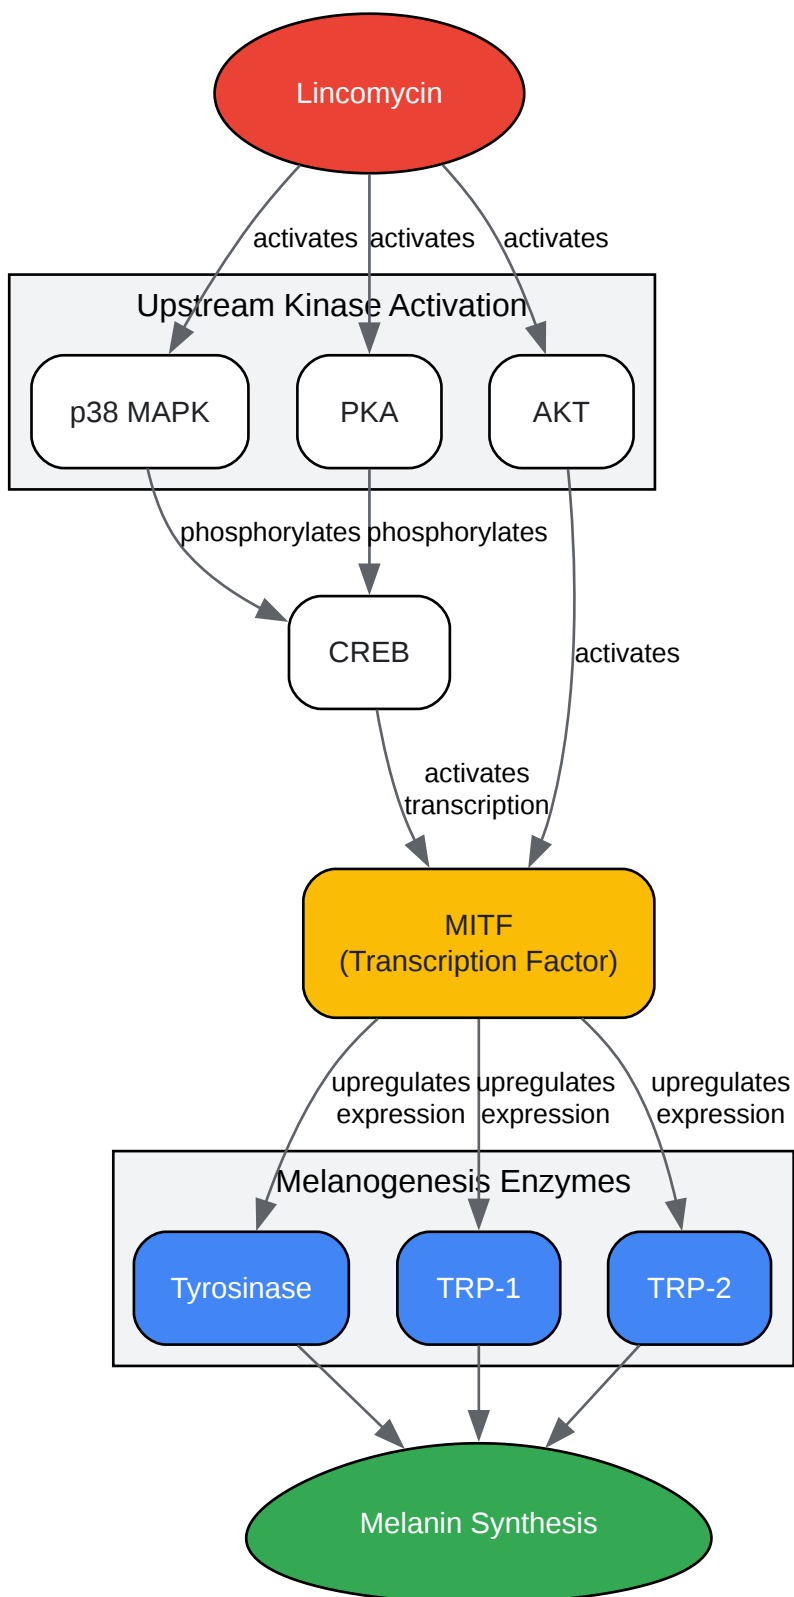 Lincomycin
activates
activates
activates
Upstream Kinase Activation
p38 MAPK
PKA
AKT
phosphorylates
phosphorylates
CREB
activates
activates
transcription
MITF
(Transcription Factor)
upregulates
expression
upregulates
expression
upregulates
expression
Melanogenesis Enzymes
Tyrosinase
TRP-1
TRP-2
Melanin Synthesis